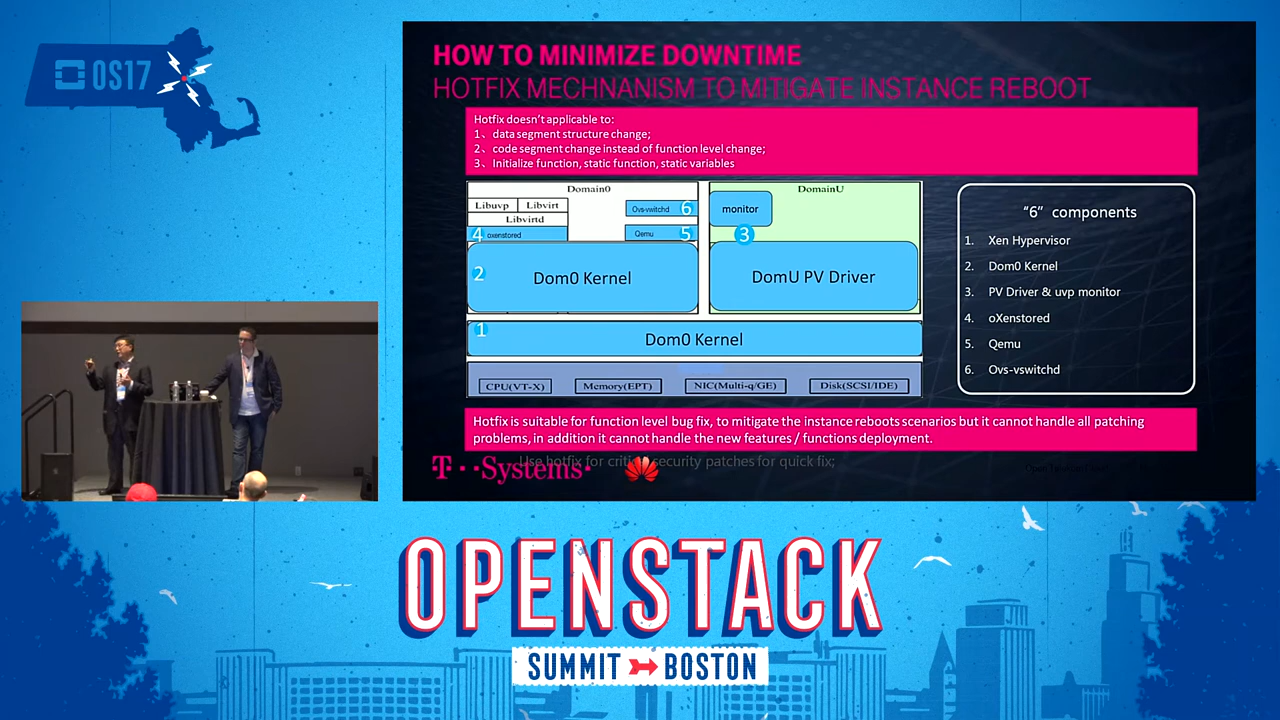 OS17
HOW TO MINIMIZE DOWNTIME
HOTFIX MECHNANISM TO MITIGATE INSTANCE REBOOT
Hotfix doesn't applicable to:
1、 data segment structure change;
2、 code segment change instead of function level change;
3、 Initialize function, static function, static variables
Domain0
Libuvp
Libvirt
Libvirtd
4 oxenstored
Ovs-vwitchd 6
Qemu 5
2
Dom0 Kernel
DomainU
monitor
3
DomU PV Driver
1
Dom0 Kernel
CPU(VT-X)
Memory(EPT)
NIC(Multi-q/GE)
Disk(SCSI/IDE)
“6” components
1. Xen Hypervisor
2. Dom0 Kernel
3. PV Driver & uvp monitor
4. oXenstored
5. Qemu
6. Ovs-vswitchd
Hotfix is suitable for function level bug fix, to mitigate the instance reboots scenarios but it cannot handle all patching
problems, in addition it cannot handle the new features / functions deployment.
Use hotfix for critical security patches for quick fix;
T··Systems·
OPENSTACK
SUMMIT BOSTON